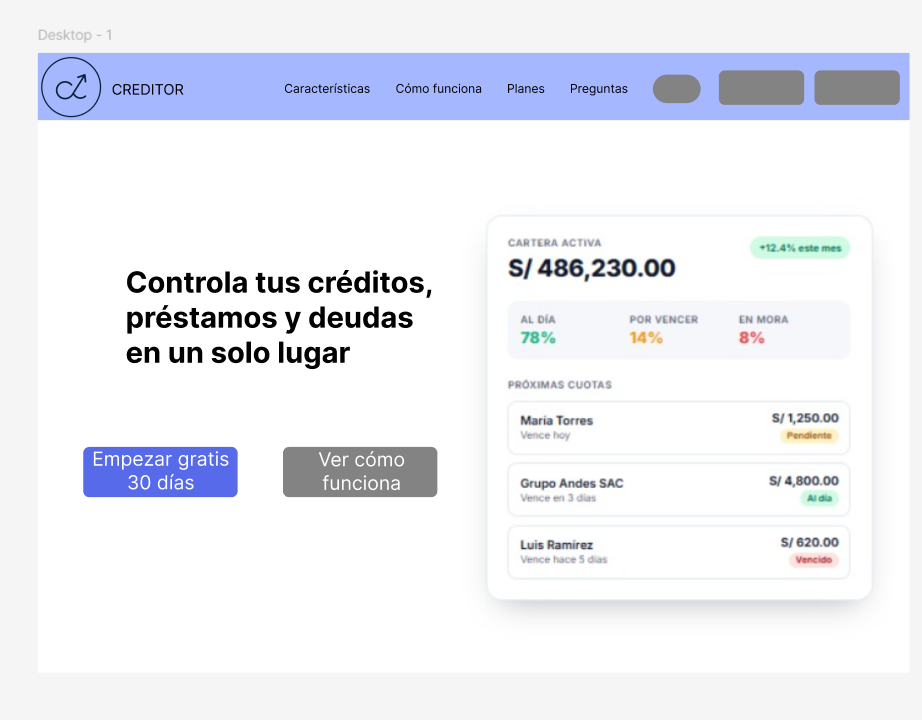 Desktop - 1
CREDITOR
Características
Cómo funciona
Planes
Preguntas
Controla tus créditos,
préstamos y deudas
en un solo lugar
Empezar gratis
30 días
Ver cómo
funciona
CARTERA ACTIVA
+12.4% este mes
S/ 486,230.00
AL DÍA
POR VENCER
EN MORA
78%
14%
8%
PRÓXIMAS CUOTAS
María Torres
S/ 1,250.00
Vence hoy
Pendiente
Grupo Andes SAC
S/ 4,800.00
Vence en 3 días
Al día
Luis Ramírez
S/ 620.00
Vence hace 5 días
Vencido